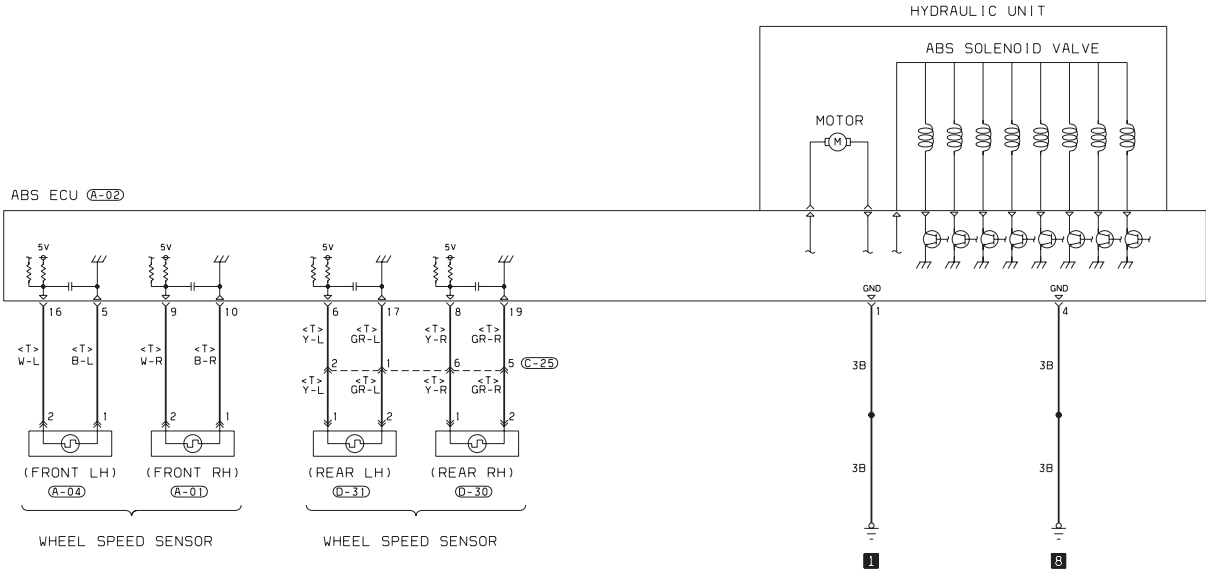 HYDRAULIC UNIT
ABS SOLENOID VALVE
MOTOR
M
ABS ECU A-02
5V 5V 5V 5V
GND GND
16 5 9 10 6 17 8 19 1 4
<T> <T> <T> <T>
Y-L GR-L Y-R GR-R
<T> <T> <T> <T>
W-L B-L W-R B-R
2 1 6 5 C-25
3B 3B
<T> <T> <T> <T>
Y-L GR-L Y-R GR-R
2 1 2 1 1 2 1 2
(FRONT LH) (FRONT RH) (REAR LH) (REAR RH)
3B 3B
A-04 A-01 D-31 D-30
WHEEL SPEED SENSOR WHEEL SPEED SENSOR
1 8